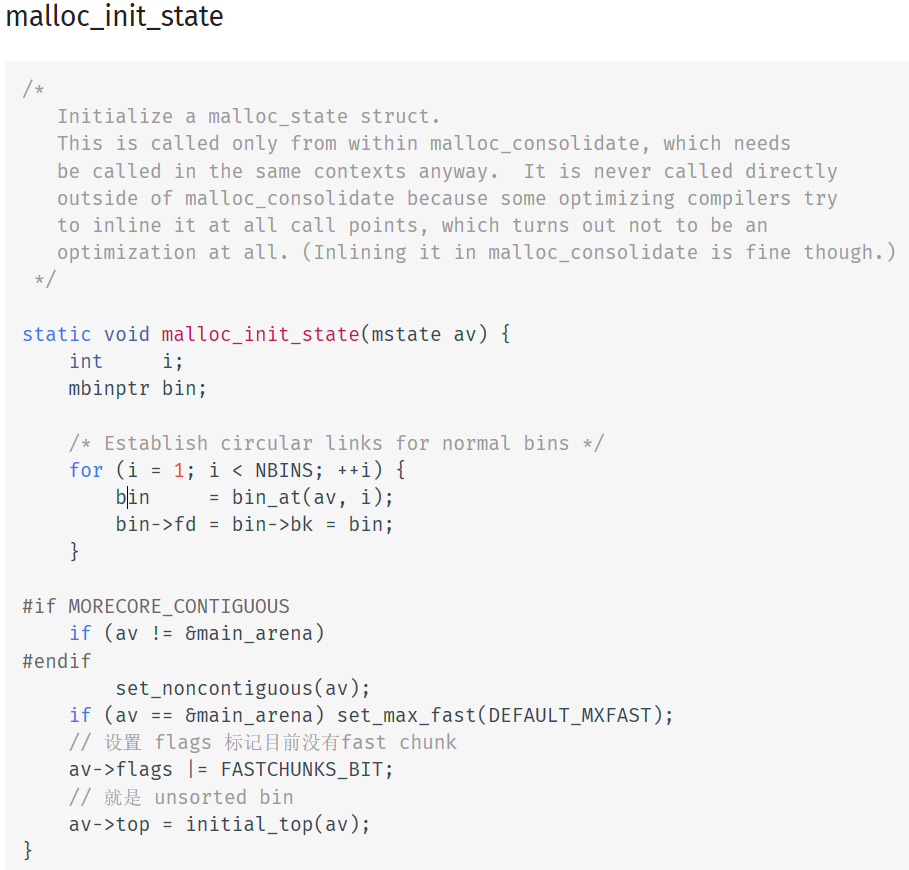 malloc_init_state
/*
   Initialize a malloc_state struct.
   This is called only from within malloc_consolidate, which needs
   be called in the same contexts anyway.  It is never called directly
   outside of malloc_consolidate because some optimizing compilers try
   to inline it at all call points, which turns out not to be an
   optimization at all. (Inlining it in malloc_consolidate is fine though.)
 */
static void malloc_init_state(mstate av) {
    int     i;
    mbinptr bin;
    /* Establish circular links for normal bins */
    for (i = 1; i < NBINS; ++i) {
        bin     = bin_at(av, i);
        bin->fd = bin->bk = bin;
    }
#if MORECORE_CONTIGUOUS
    if (av != &main_arena)
#endif
        set_noncontiguous(av);
    if (av == &main_arena) set_max_fast(DEFAULT_MXFAST);
    // 设置 flags 标记目前没有fast chunk
    av->flags |= FASTCHUNKS_BIT;
    // 就是 unsorted bin
    av->top = initial_top(av);
}